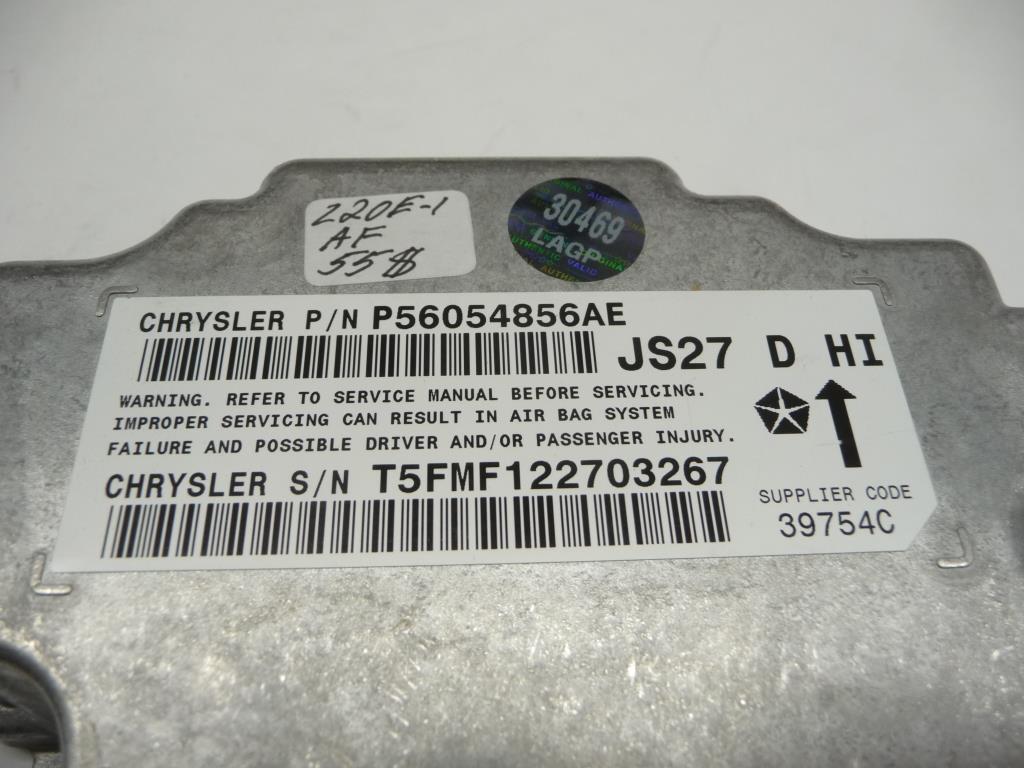 220E-1
AF
55$
30469
LAGP
CHRYSLER P/N P56054856AE
JS27 D HI
WARNING. REFER TO SERVICE MANUAL BEFORE SERVICING.
IMPROPER SERVICING CAN RESULT IN AIR BAG SYSTEM
FAILURE AND POSSIBLE DRIVER AND/OR PASSENGER INJURY.
CHRYSLER S/N T5FMF122703267
SUPPLIER CODE
39754C